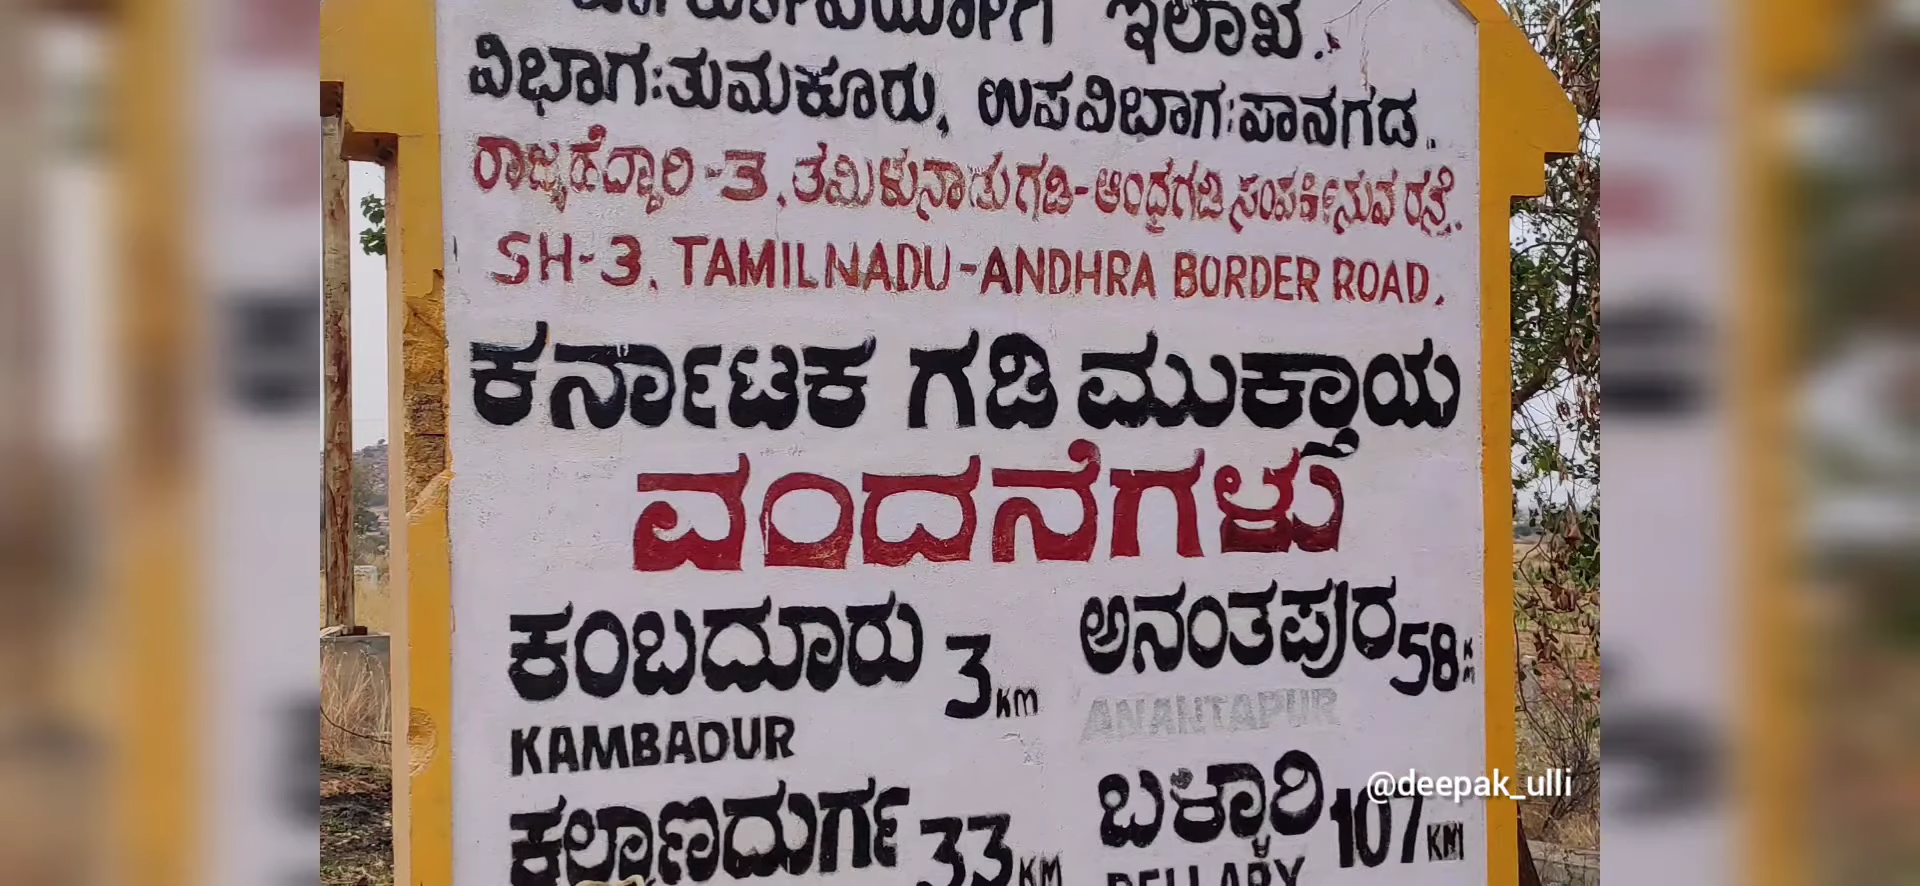 ಇಲಾಖೆ.
ವಿಭಾಗ:ತುಮಕೂರು, ಉಪವಿಬಾಗ:ಪಾವಗಡ.
ರಾಜ್ಯಹೆದ್ದಾರಿ-3, ತಮಿಳುನಾಡುಗಡಿ-ಆಂಧ್ರಗಡಿ ಸಂಪರ್ಕಿಸುವ ರಸ್ತೆ.
SH-3, TAMILNADU-ANDHRA BORDER ROAD.
ಕರ್ನಾಟಕ ಗಡಿ ಮುಕ್ತಾಯ
ವಂದನೆಗಳು
ಕಂಬದೂರು 3 Km
KAMBADUR
ಅನಂತಪುರ 58 KM
ANANTAPUR
ಕಲ್ಯಾಣದುರ್ಗ 33 KM
ಬಳ್ಳಾರಿ 107 KM
BELLARY
@deepak_ulli